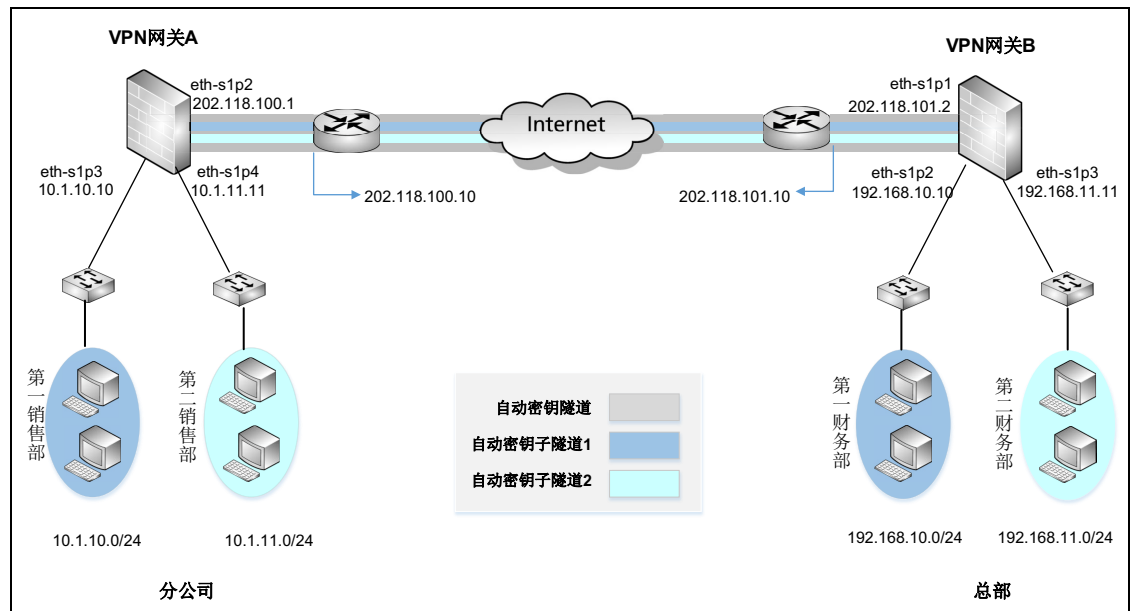 VPN网关A
VPN网关B
eth-s1p2
202.118.100.1
eth-s1p1
202.118.101.2
Internet
eth-s1p3
10.1.10.10
eth-s1p4
10.1.11.11
202.118.100.10
202.118.101.10
eth-s1p2
192.168.10.10
eth-s1p3
192.168.11.11
第一销售部
第二销售部
自动密钥隧道
自动密钥子隧道1
自动密钥子隧道2
第一财务部
第二财务部
10.1.10.0/24
10.1.11.0/24
192.168.10.0/24
192.168.11.0/24
分公司
总部